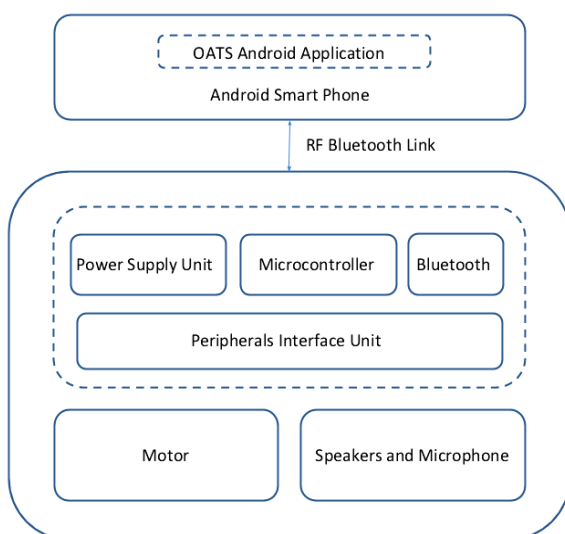 OATS Android Application
Android Smart Phone
RF Bluetooth Link
Power Supply Unit
Microcontroller
Bluetooth
Peripherals Interface Unit
Motor
Speakers and Microphone